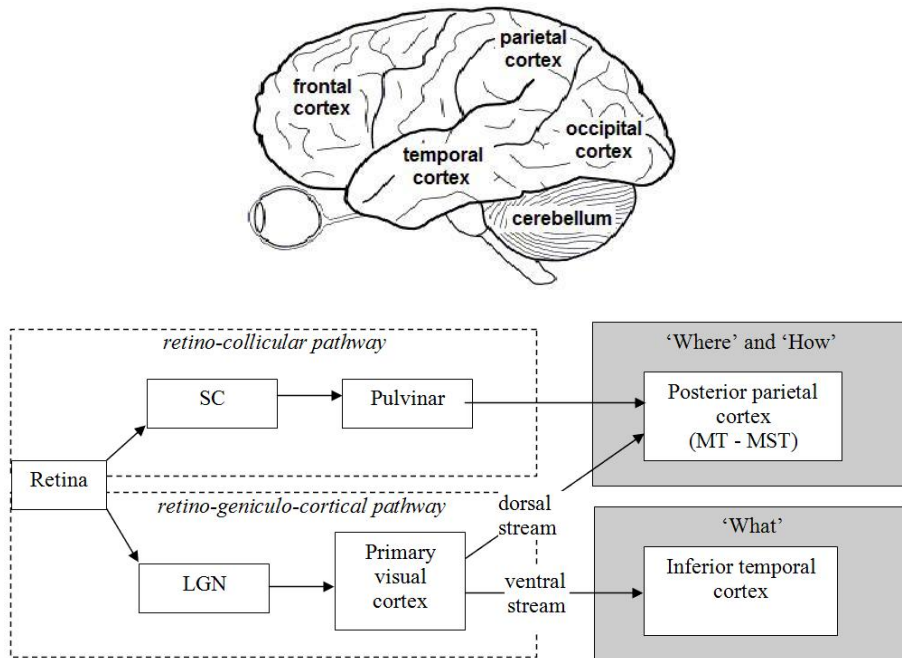 parietal
cortex
frontal
cortex
occipital
cortex
temporal
cortex
cerebellum
retino-collicular pathway
‘Where’ and ‘How’
SC
Pulvinar
Posterior parietal
cortex
(MT - MST)
Retina
retino-geniculo-cortical pathway
dorsal
stream
‘What’
LGN
Primary
visual
cortex
ventral
stream
Inferior temporal
cortex